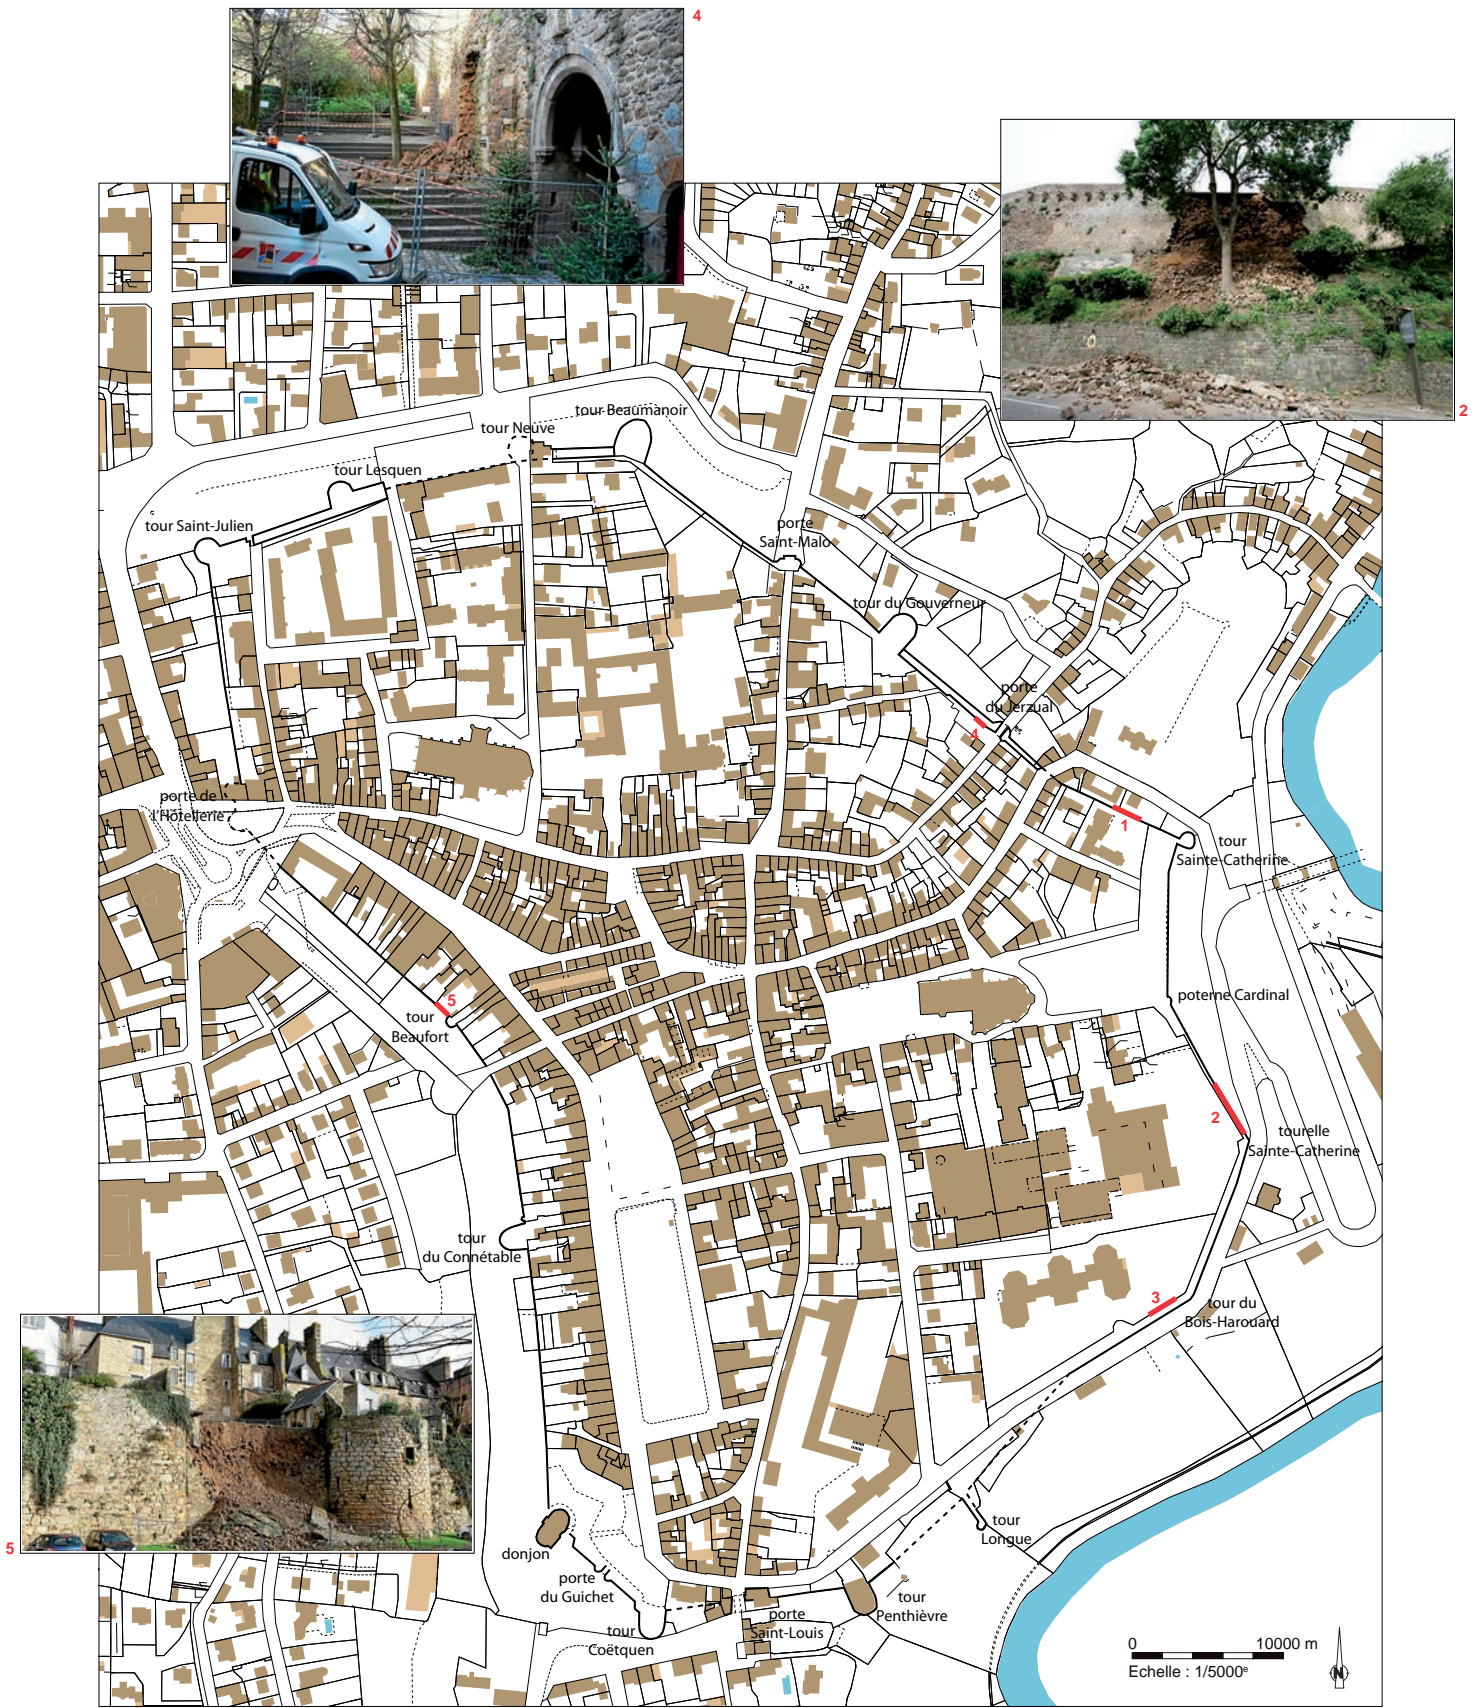 4
2
tour Beaumanoir
tour Neuve
tour Lesquen
tour Saint-Julien
porte
Saint-Malo
tour du Gouverneur
porte
du Jerzual
4
porte de
l'Hôtellerie
1
tour
Sainte-Catherine
5
tour
Beaufort
poterne Cardinal
2
tourelle
Sainte-Catherine
tour
du Connétable
3
tour du
Bois-Harouard
5
tour
Longue
donjon
porte
du Guichet
tour
Penthièvre
porte
Saint-Louis
tour
Coëtquen
0 10000 m
Echelle : 1/5000e
N